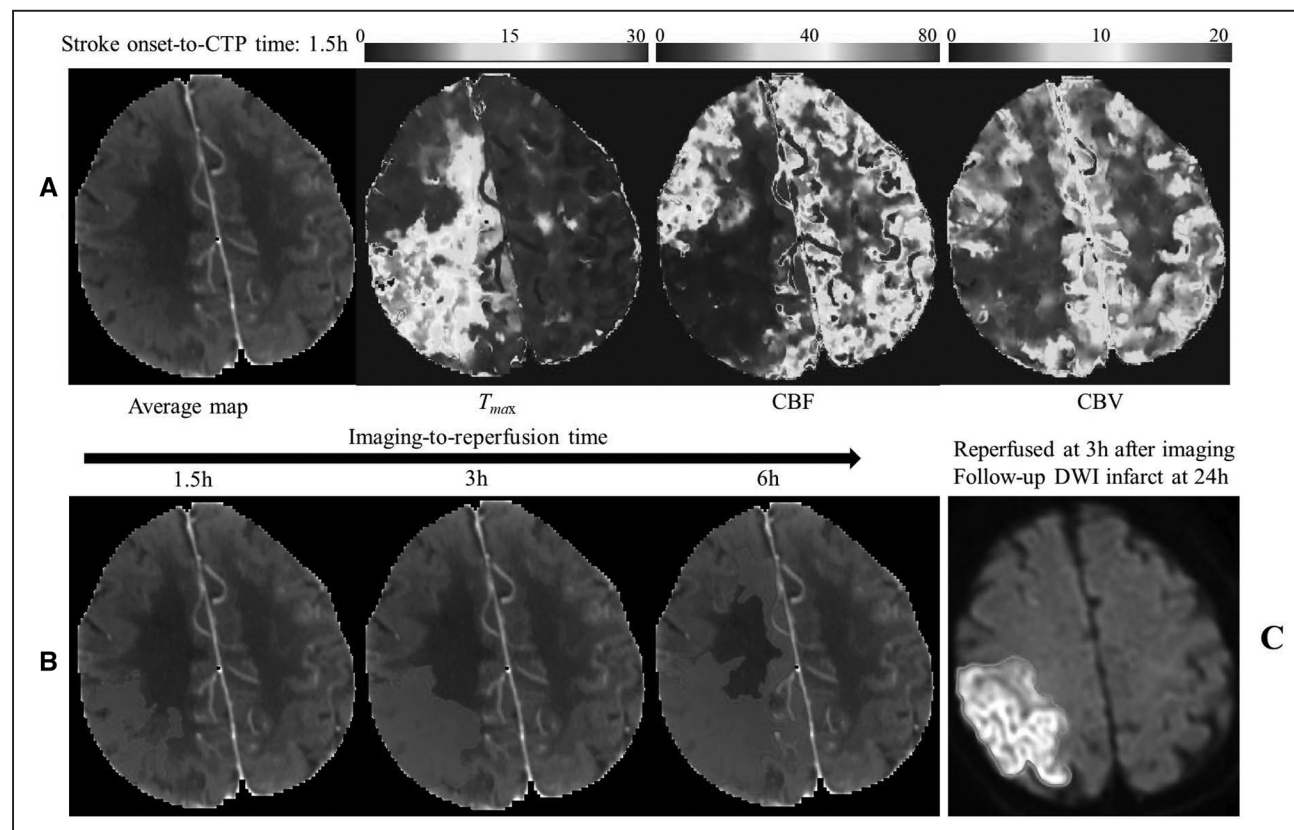 Stroke onset-to-CTP time: 1.5h
0 15 30
0 40 80
0 10 20
A
Average map
Tmax
CBF
CBV
Imaging-to-reperfusion time
1.5h
3h
6h
Reperfused at 3h after imaging
Follow-up DWI infarct at 24h
B
C